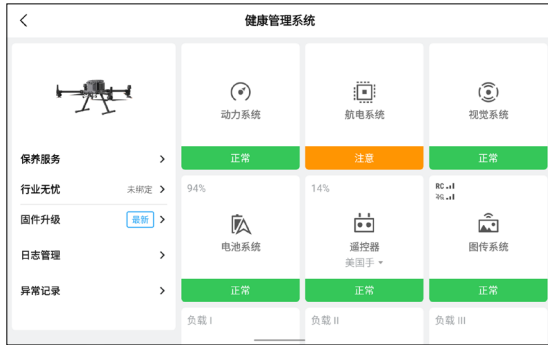 健康管理系统
动力系统
航电系统
视觉系统
正常
注意
正常
保养服务
行业无忧 未绑定
固件升级 最新
日志管理
异常记录
94%
电池系统
正常
14%
遥控器
美国手
正常
RC
图传系统
正常
负载 I
负载 II
负载 III